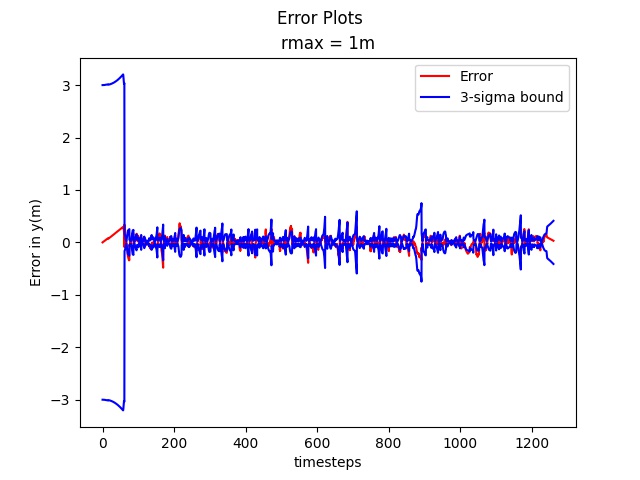 Error Plots
rmax = 1m
Error
3-sigma bound
Error in y(m)
3
2
1
0
−1
−2
−3
0
200
400
600
800
1000
1200
timesteps